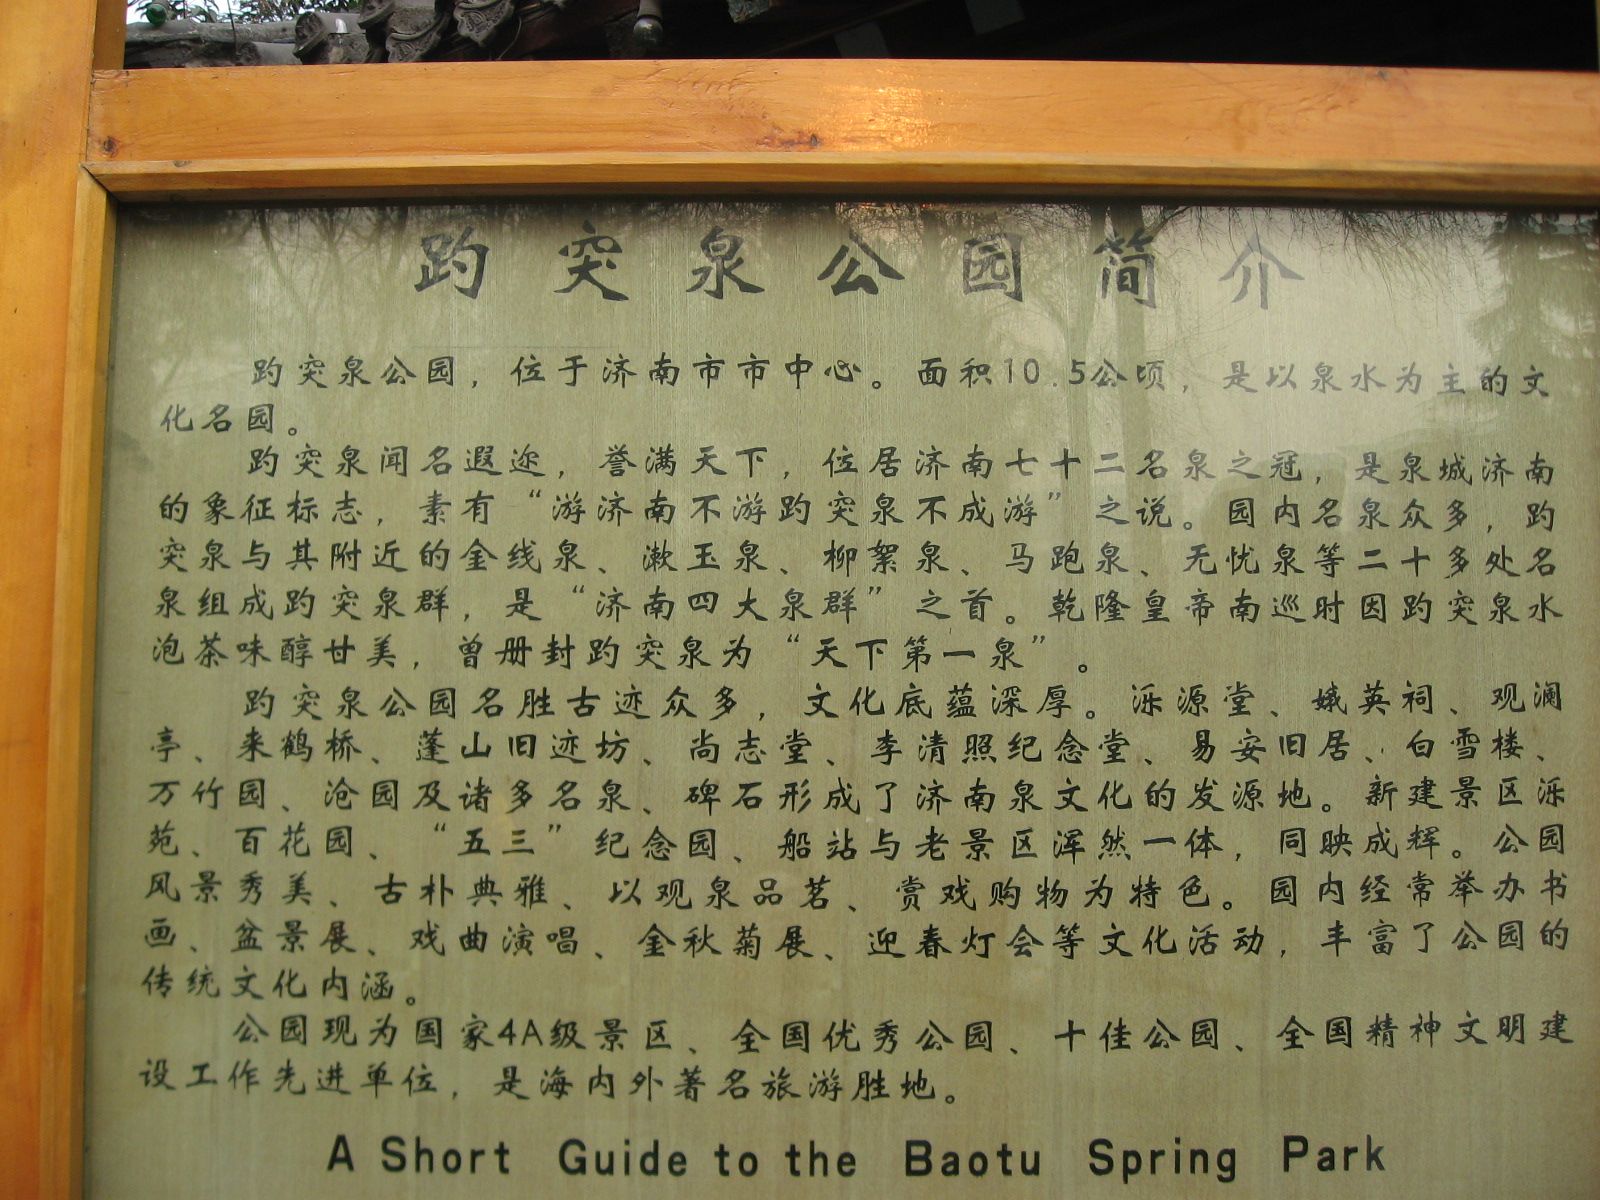 趵突泉公园简介
趵突泉公园，位于济南市市中心。面积10.5公顷，是以泉水为主的文
化名园。
趵突泉闻名遐迩，誉满天下，位居济南七十二名泉之冠，是泉城济南
的象征标志，素有“游济南不游趵突泉不成游”之说。园内名泉众多，趵
突泉与其附近的金线泉、漱玉泉、柳絮泉、马跑泉、无忧泉等二十多处名
泉组成趵突泉群，是“济南四大泉群”之首。乾隆皇帝南巡时因趵突泉水
泡茶味醇甘美，曾册封趵突泉为“天下第一泉”。
趵突泉公园名胜古迹众多，文化底蕴深厚。泺源堂、娥英祠、观澜
亭、来鹤桥、蓬山旧迹坊、尚志堂、李清照纪念堂、易安旧居、白雪楼、
万竹园、沧园及诸多名泉、碑石形成了济南泉文化的发源地。新建景区泺
苑、百花园、“五三”纪念园、船站与老景区浑然一体，同映成辉。公园
风景秀美、古朴典雅、以观泉品茗、赏戏购物为特色。园内经常举办书
画、盆景展、戏曲演唱、金秋菊展、迎春灯会等文化活动，丰富了公园的
传统文化内涵。
公园现为国家4A级景区、全国优秀公园、十佳公园、全国精神文明建
设工作先进单位，是海内外著名旅游胜地。
A Short Guide to the Baotu Spring Park